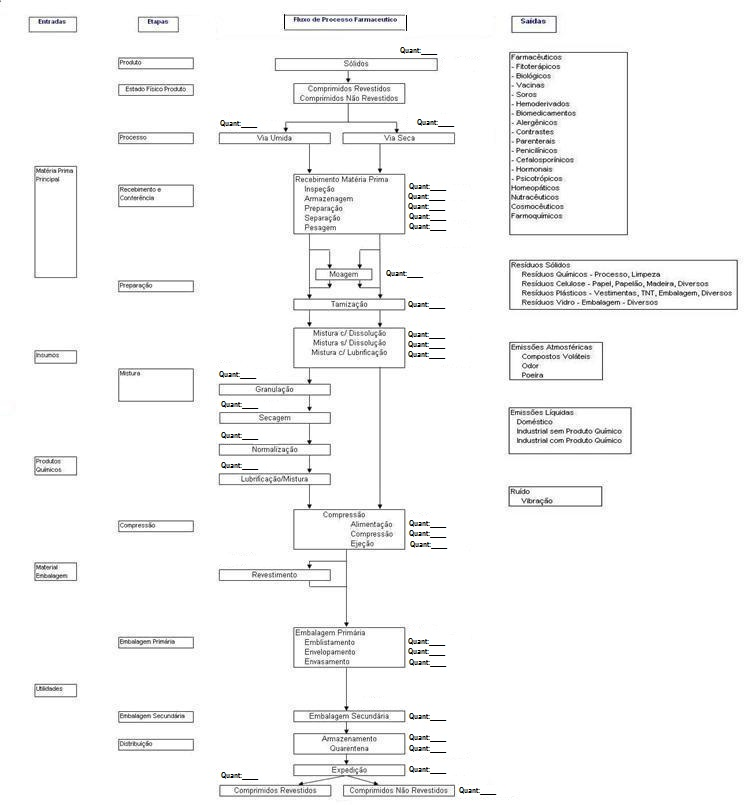 Entradas
Etapas
Fluxo de Processo Farmaceutico
Saídas
Quant:____
Produto
Sólidos
Estado Físico Produto
Comprimidos Revestidos
Comprimidos Não Revestidos
Quant:____
Quant:____
Processo
Via Umida
Via Seca
Farmacêuticos
- Fitoterápicos
- Biológicos
- Vacinas
- Soros
- Hemoderivados
- Biomedicamentos
- Alergênicos
- Contrastes
- Parenterais
- Penicilínicos
- Cefalosporínicos
- Hormonais
- Psicotrópicos
Homeopáticos
Nutracêuticos
Cosmocêuticos
Farmoquímicos
Matéria Prima
Principal
Recebimento e
Conferência
Recebimento Matéria Prima
Inspeção Quant:____
Armazenagem Quant:____
Preparação Quant:____
Separação Quant:____
Pesagem Quant:____
Moagem Quant:____
Preparação
Tamização Quant:____
Resíduos Sólidos
Resíduos Químicos - Processo, Limpeza
Resíduos Celulose - Papel, Papelão, Madeira, Diversos
Resíduos Plásticos - Vestimentas, TNT, Embalagem, Diversos
Resíduos Vidro - Embalagem - Diversos
Insumos
Mistura c/ Dissolução Quant:____
Mistura s/ Dissolução Quant:____
Mistura c/ Lubrificação Quant:____
Emissões Atmosféricas
Compostos Voláteis
Odor
Poeira
Mistura
Quant:____
Granulação
Quant:____
Secagem
Quant:____
Normalização
Quant:____
Lubrificação/Mistura
Emissões Líquidas
Doméstico
Industrial sem Produto Químico
Industrial com Produto Químico
Produtos
Químicos
Ruído
Vibração
Compressão
Compressão
Alimentação Quant:____
Compressão Quant:____
Ejeção Quant:____
Material
Embalagem
Revestimento
Embalagem Primária
Embalagem Primária
Emblistamento Quant:____
Envelopamento Quant:____
Envasamento Quant:____
Utilidades
Embalagem Secundária
Embalagem Secundária Quant:____
Distribuição
Armazenamento Quant:____
Quarentena Quant:____
Expedição Quant:____
Quant:____
Comprimidos Revestidos
Comprimidos Não Revestidos Quant:____